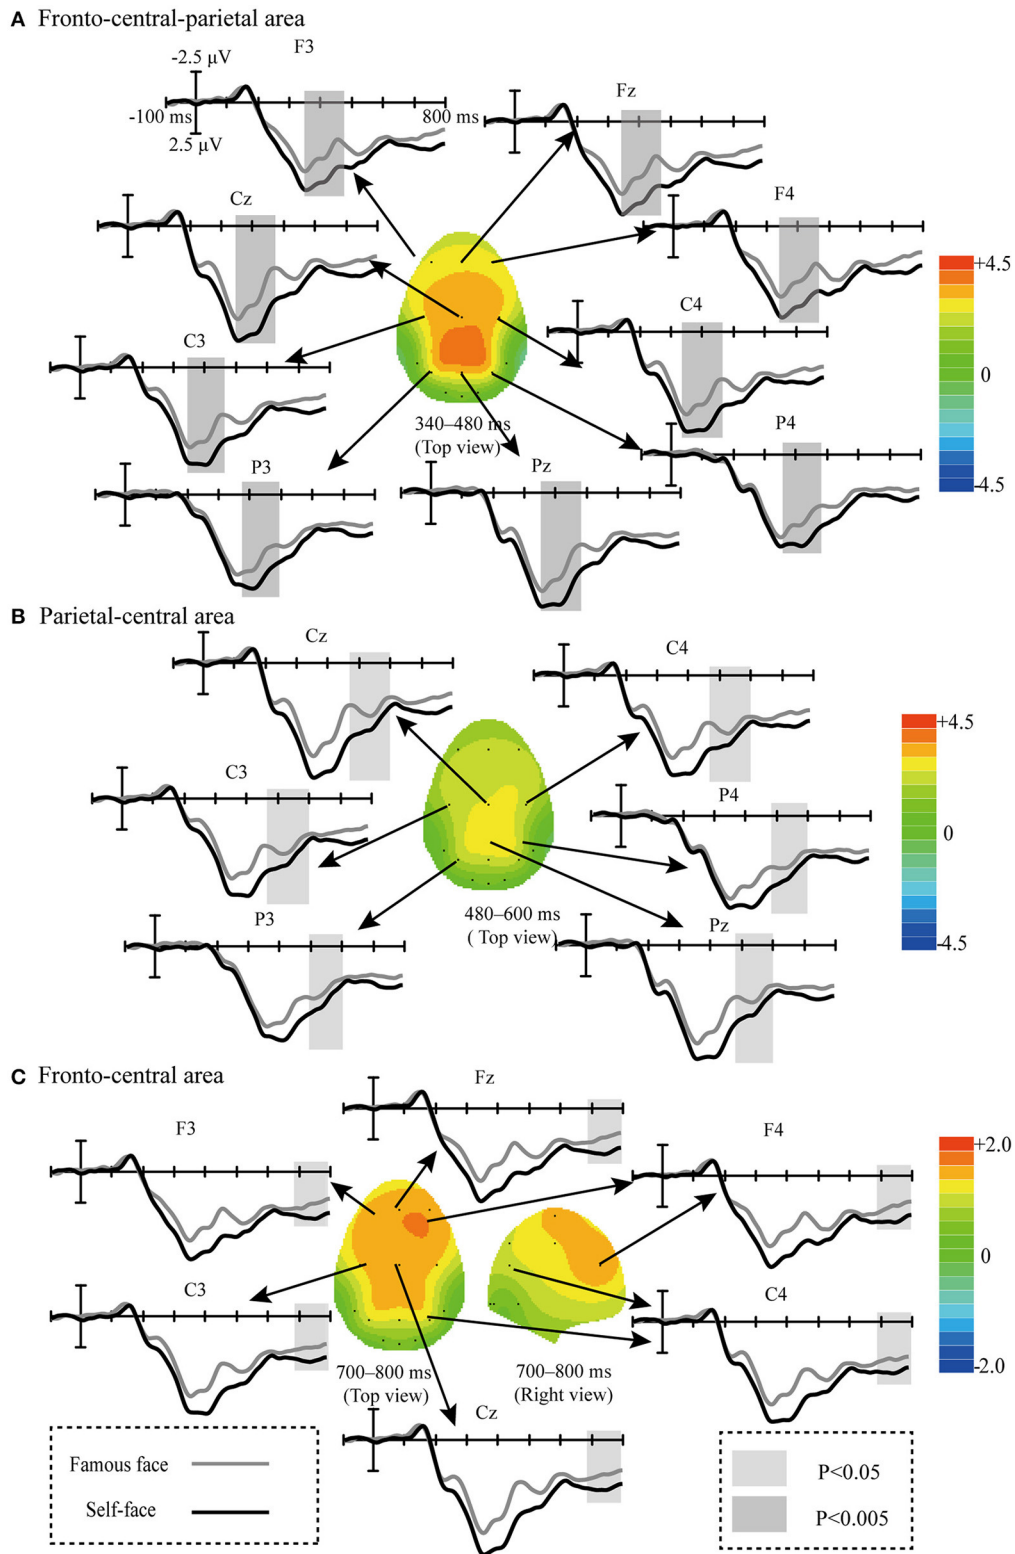 A Fronto-central-parietal area
F3
-2.5 µV
-100 ms
800 ms
2.5 µV
Fz
Cz
F4
C3
C4
+4.5
0
-4.5
340–480 ms
(Top view)
P3
Pz
P4
B Parietal-central area
Cz
C4
C3
P4
+4.5
0
-4.5
480–600 ms
( Top view)
P3
Pz
C Fronto-central area
Fz
F3
F4
+2.0
0
-2.0
C3
C4
700–800 ms
(Top view)
700–800 ms
(Right view)
Cz
Famous face
Self-face
P<0.05
P<0.005